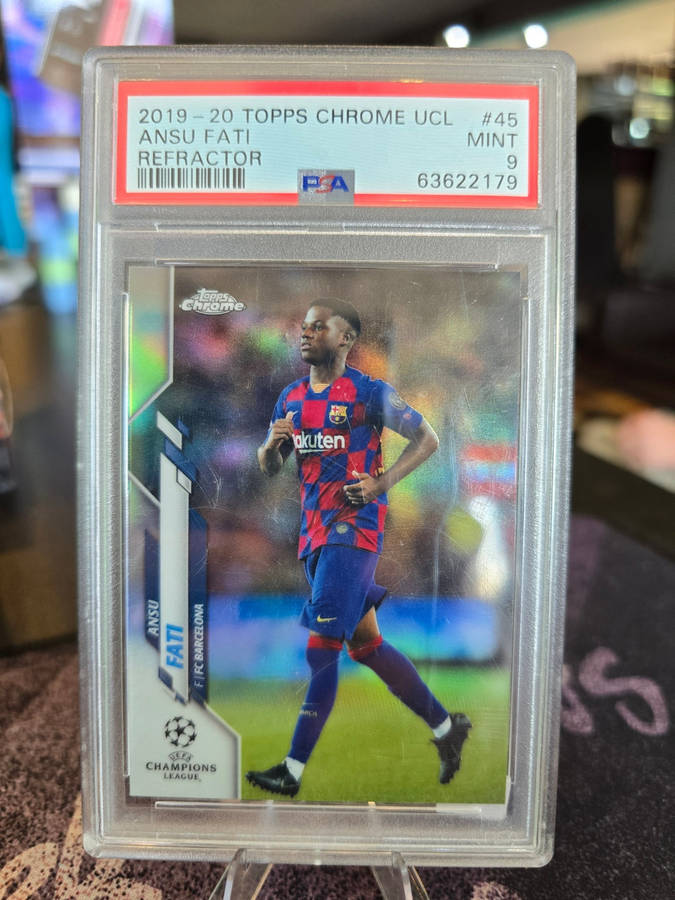 2019-20 TOPPS CHROME UCL #45
ANSU FATI MINT
REFRACTOR 9
PSA 63622179
Topps
Chrome
akuten
ANSU
FATI
F | FC BARCELONA
UEFA
CHAMPIONS
LEAGUE